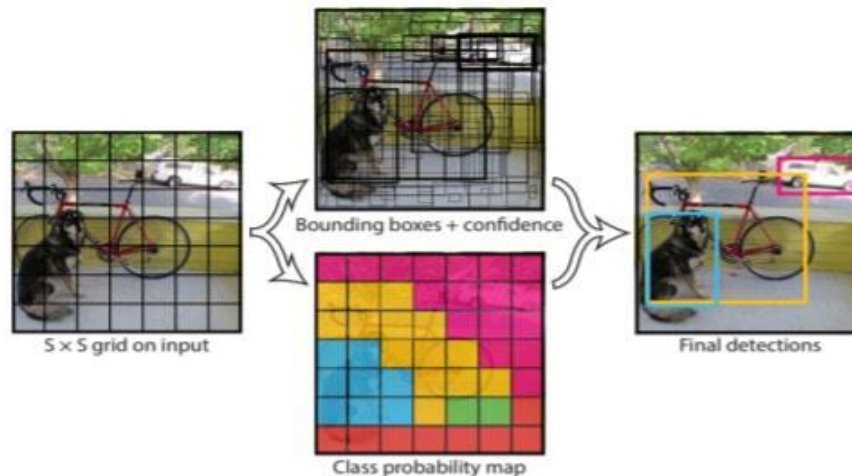 Bounding boxes + confidence
S × S grid on input
Final detections
Class probability map